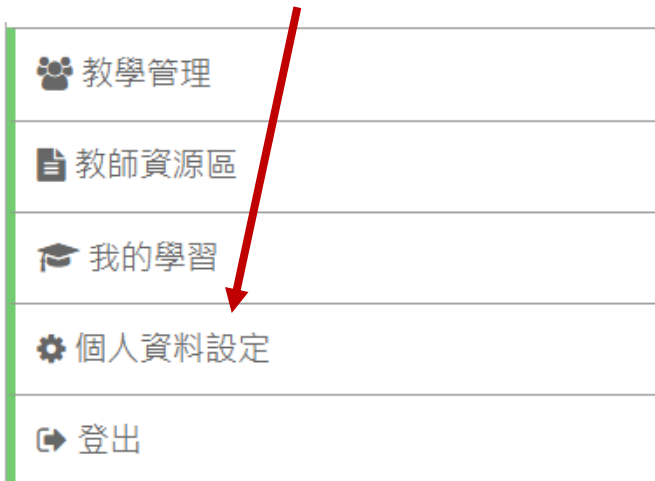 教學管理
教師資源區
我的學習
個人資料設定
登出